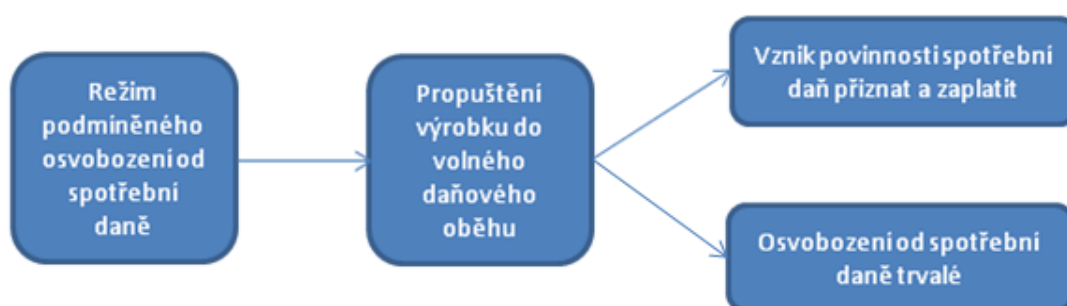 Režim
podmíněného
osvobození od
spotřební
daně
Propuštění
výrobku do
volného
daňového
oběhu
Vznik povinnosti spotřební
daň přiznat a zaplatit
Osvobození od spotřební
daně trvalé